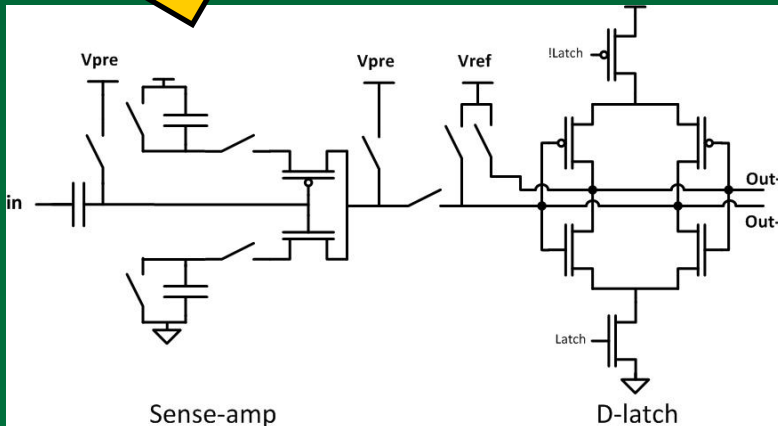 Vpre
Vpre
Vref
!Latch
in
Out-
Out-
Latch
Sense-amp
D-latch